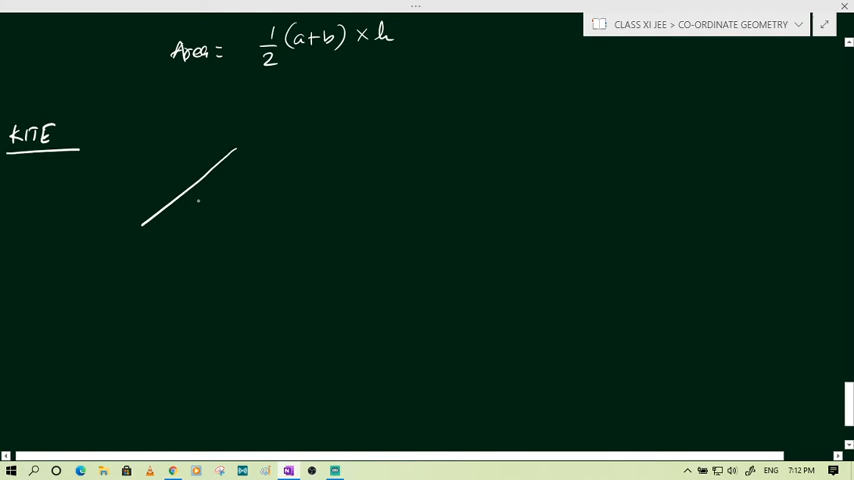 CLASS XI JEE > CO-ORDINATE GEOMETRY
Area = 1/2 (a+b) × h
KITE
ENG 7:12 PM